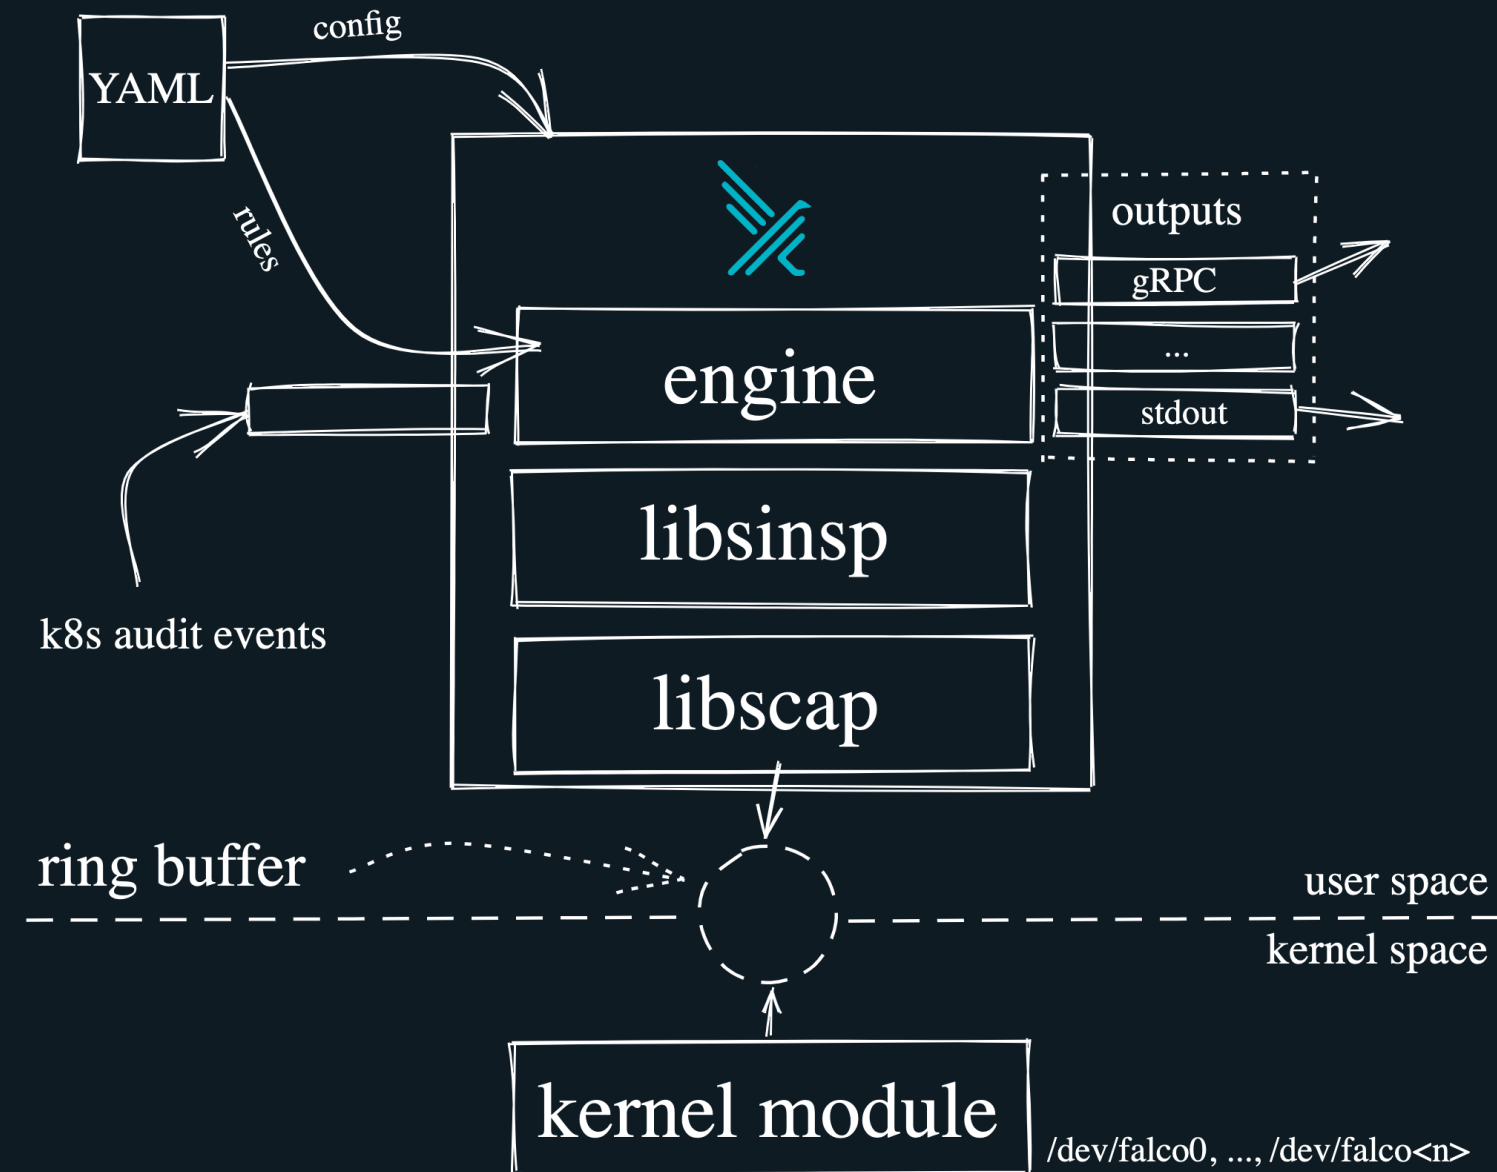 config
YAML
rules
outputs
gRPC
...
stdout
engine
libsinsp
k8s audit events
libscap
ring buffer
user space
kernel space
kernel module
/dev/falco0, ..., /dev/falco<n>